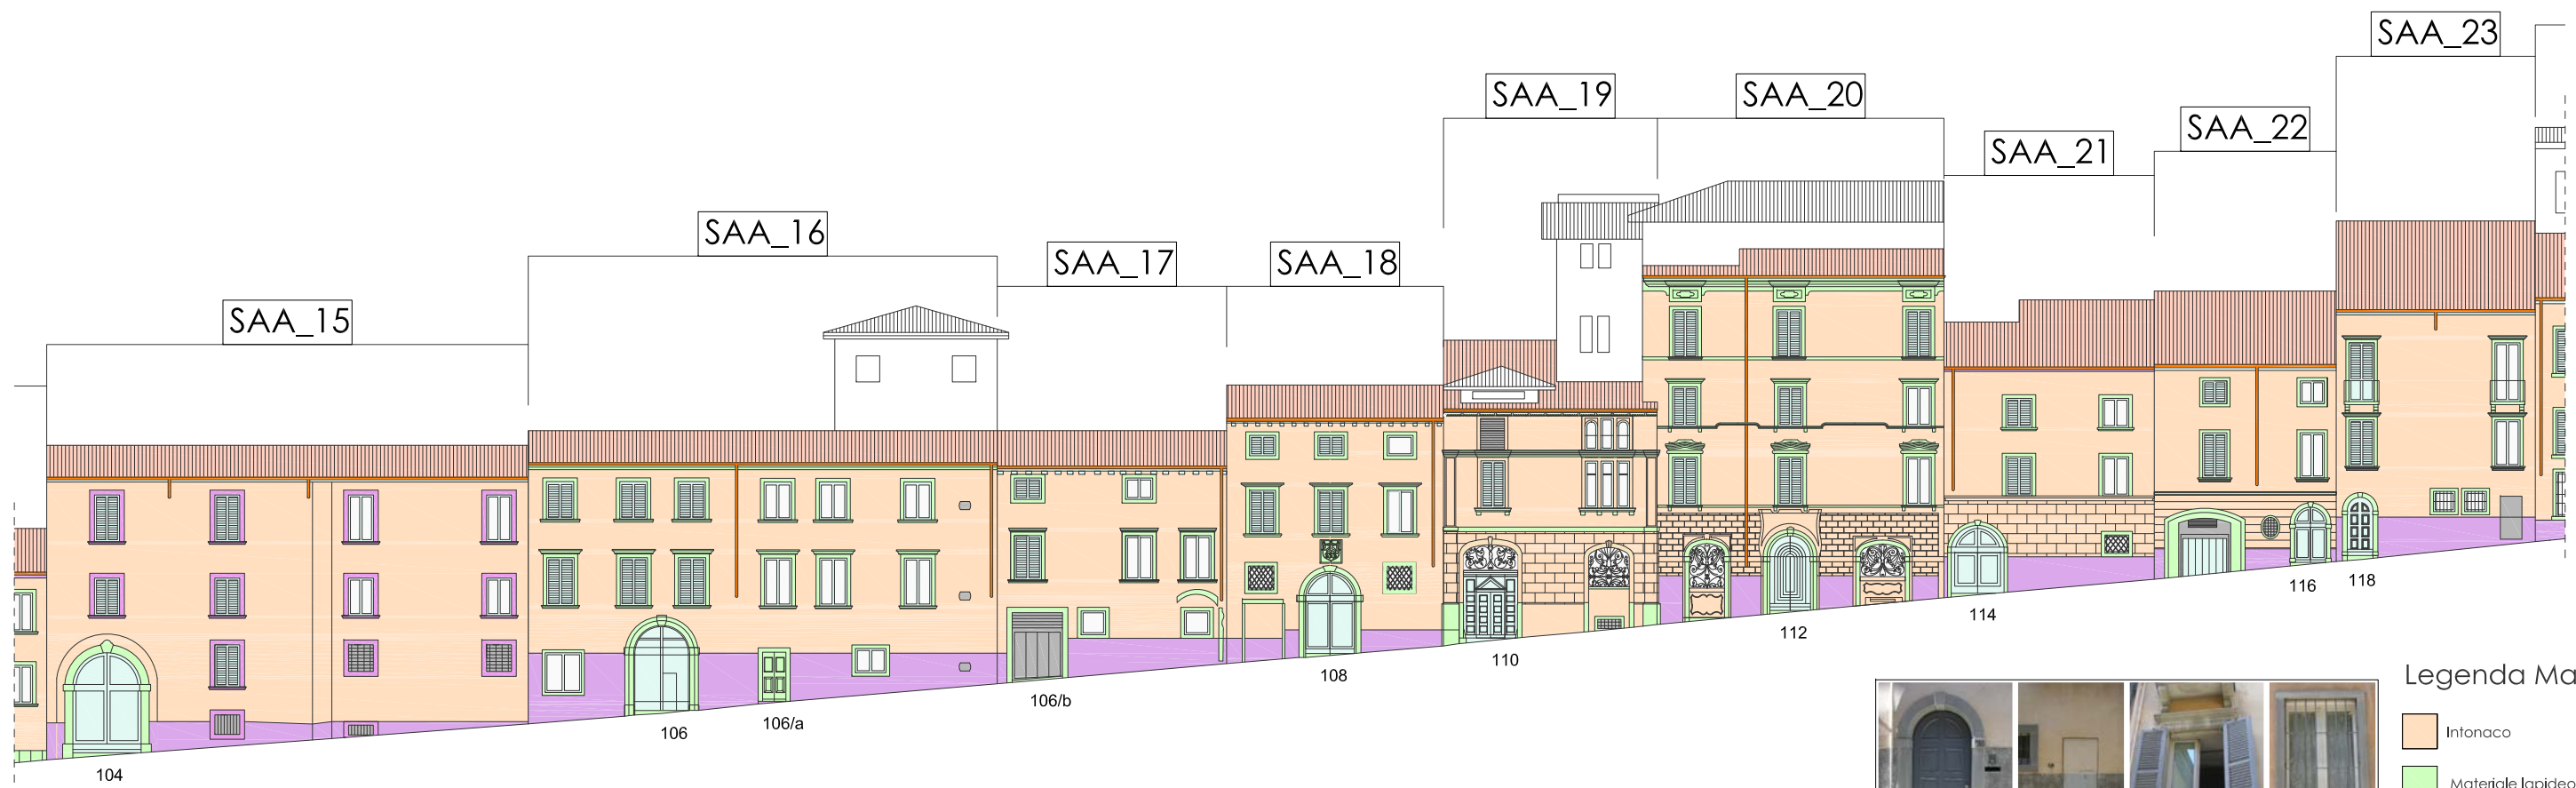 SAA_15
SAA_16
SAA_17
SAA_18
SAA_19
SAA_20
SAA_21
SAA_22
SAA_23
104
106
106/a
106/b
108
110
112
114
116
118
Legenda Ma
Intonaco
Materiale lapideo